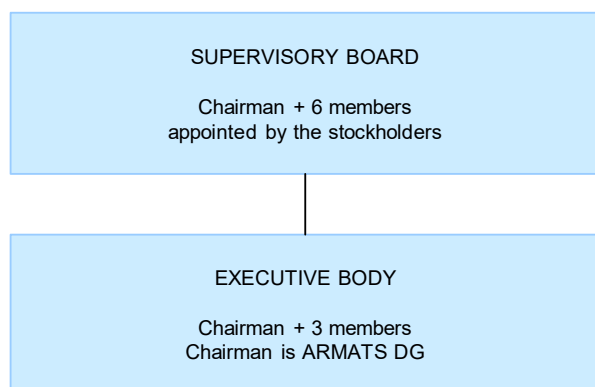 SUPERVISORY BOARD
Chairman + 6 members
appointed by the stockholders
EXECUTIVE BODY
Chairman + 3 members
Chairman is ARMATS DG